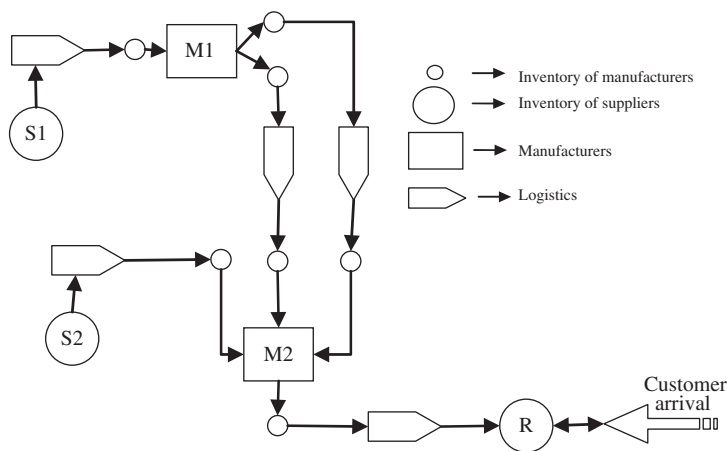 M1
S1
Inventory of manufacturers
Inventory of suppliers
Manufacturers
Logistics
S2
M2
R
Customer
arrival